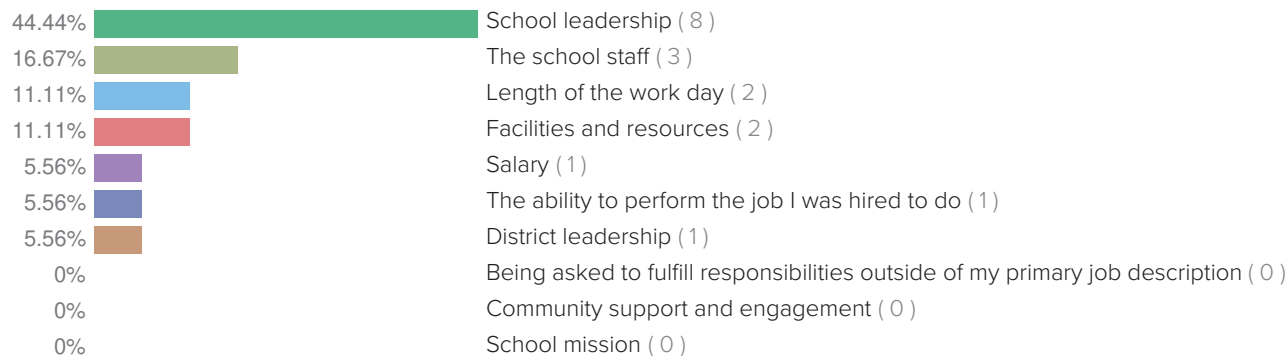 44.44% School leadership ( 8 )
16.67% The school staff ( 3 )
11.11% Length of the work day ( 2 )
11.11% Facilities and resources ( 2 )
5.56% Salary ( 1 )
5.56% The ability to perform the job I was hired to do ( 1 )
5.56% District leadership ( 1 )
0% Being asked to fulfill responsibilities outside of my primary job description ( 0 )
0% Community support and engagement ( 0 )
0% School mission ( 0 )